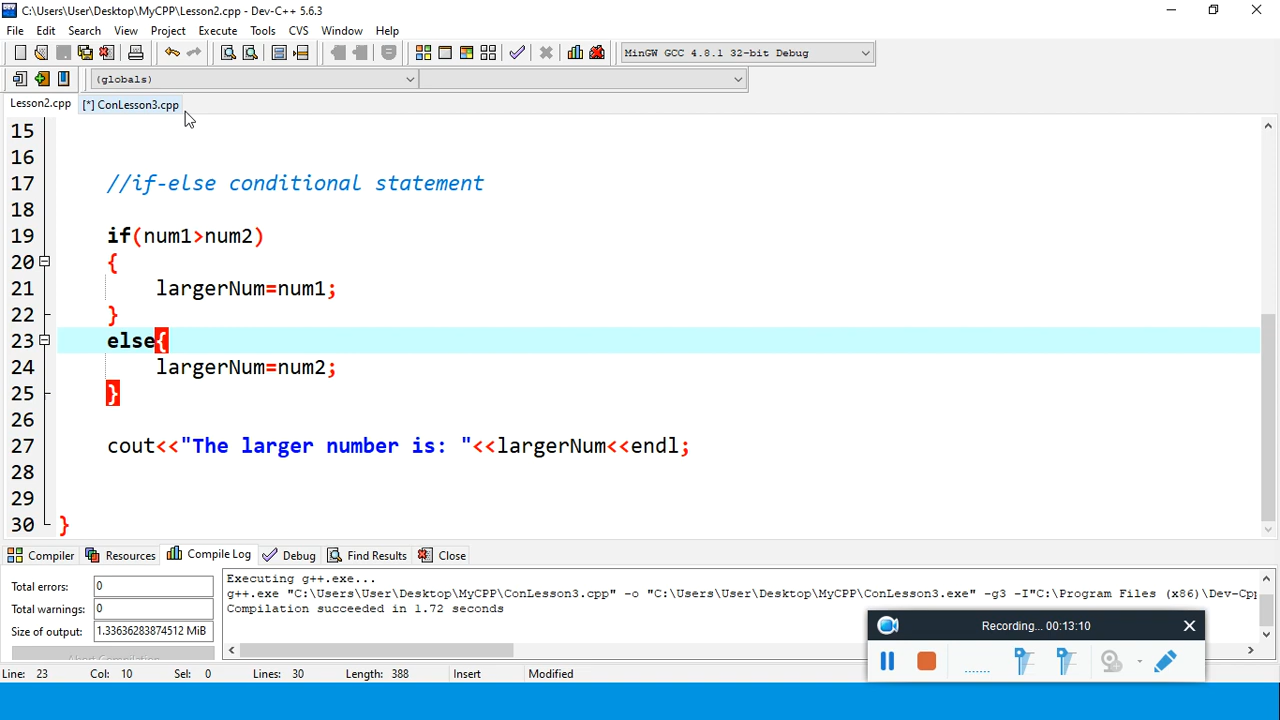 C:\Users\User\Desktop\MyCPP\Lesson2.cpp - Dev-C++ 5.6.3
File Edit Search View Project Execute Tools CVS Window Help
MinGW GCC 4.8.1 32-bit Debug
(globals)
Lesson2.cpp [*] ConLesson3.cpp
15
16
17 //if-else conditional statement
18
19 if(num1>num2)
20 {
21 largerNum=num1;
22 }
23 else{
24 largerNum=num2;
25 }
26
27 cout<<"The larger number is: "<<largerNum<<endl;
28
29
30 }
Compiler Resources Compile Log Debug Find Results Close
Total errors: 0
Total warnings: 0
Size of output: 1.33636283874512 MiB
Executing g++.exe...
g++.exe "C:\Users\User\Desktop\MyCPP\ConLesson3.cpp" -o "C:\Users\User\Desktop\MyCPP\ConLesson3.exe" -g3 -I"C:\Program Files (x86)\Dev-Cpp
Compilation succeeded in 1.72 seconds
Recording... 00:13:10
Line: 23 Col: 10 Sel: 0 Lines: 30 Length: 388 Insert Modified